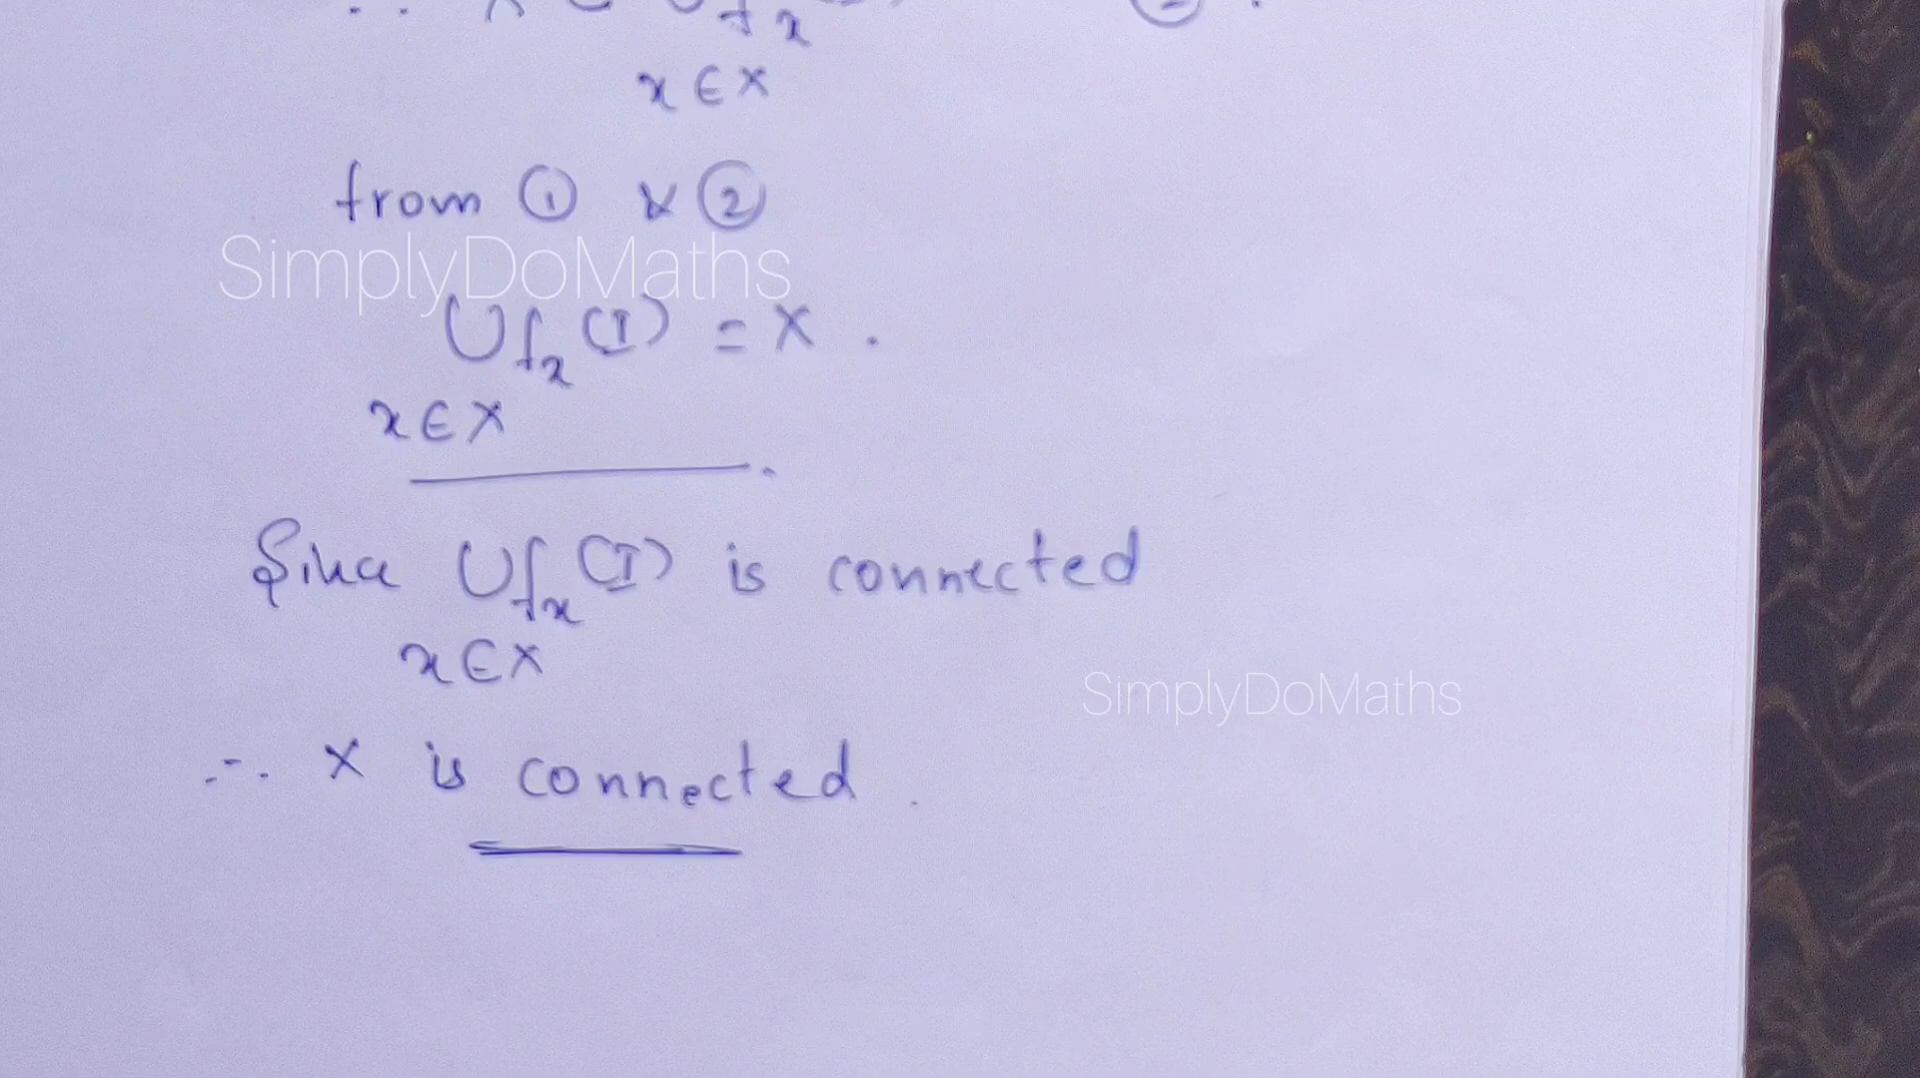 x ∈ X
from ① & ②
SimplyDoMaths
∪ fₓ (I) = X .
x ∈ X
Since ∪ fₓ (I) is connected
x ∈ X
SimplyDoMaths
∴ X is connected .